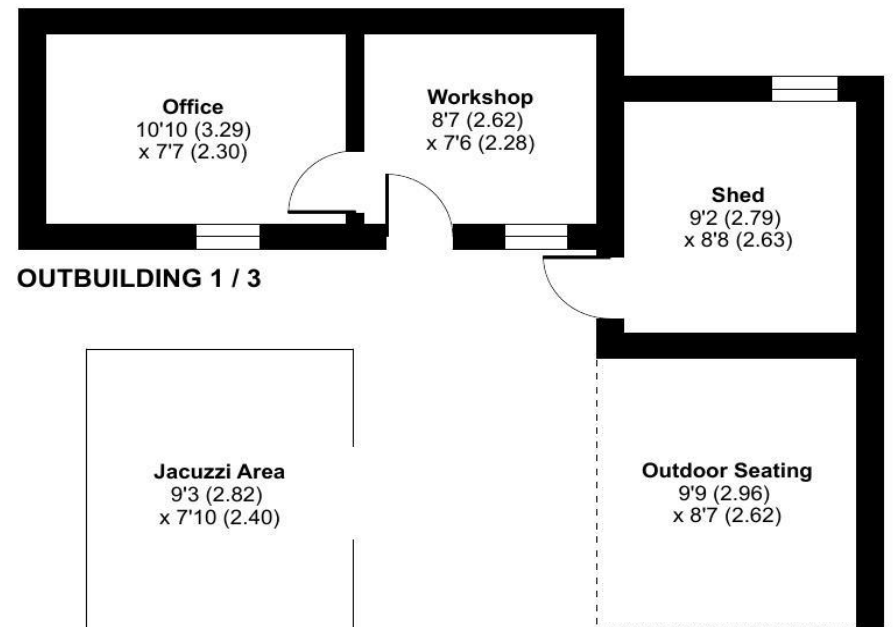 Office
10'10 (3.29)
x 7'7 (2.30)
Workshop
8'7 (2.62)
x 7'6 (2.28)
Shed
9'2 (2.79)
x 8'8 (2.63)
OUTBUILDING 1 / 3
Jacuzzi Area
9'3 (2.82)
x 7'10 (2.40)
Outdoor Seating
9'9 (2.96)
x 8'7 (2.62)